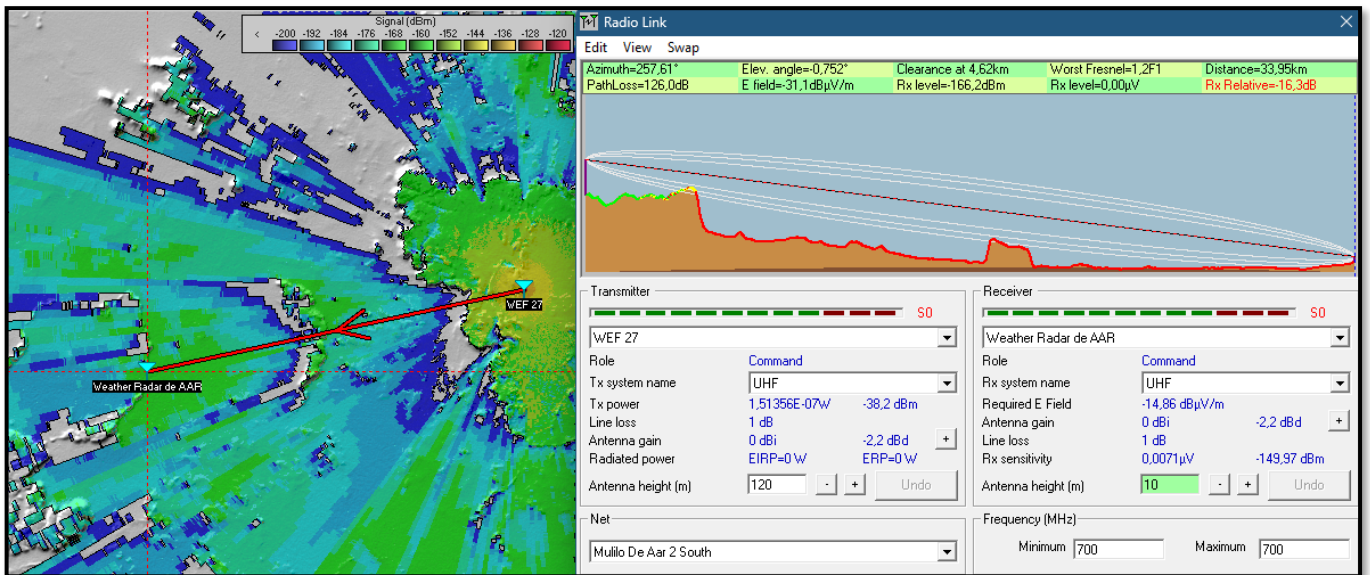 Signal (dBm)
< -200 -192 -184 -176 -168 -160 -152 -144 -136 -128 -120
WEF 27
Weather Radar de AAR
Radio Link
Edit View Swap
Azimuth=257,61° Elev. angle=-0,752° Clearance at 4,62km Worst Fresnel=1,2F1 Distance=33,95km
PathLoss=126,0dB E field=-31,1dBμV/m Rx level=-166,2dBm Rx level=0,00μV Rx Relative=-16,3dB
Transmitter
S0
WEF 27
Role Command
Tx system name UHF
Tx power 1,51356E-07W -38,2 dBm
Line loss 1 dB
Antenna gain 0 dBi -2,2 dBd +
Radiated power EIRP=0 W ERP=0 W
Antenna height (m) 120 - + Undo
Net
Mulilo De Aar 2 South
Receiver
S0
Weather Radar de AAR
Role Command
Rx system name UHF
Required E Field -14,86 dBμV/m
Antenna gain 0 dBi -2,2 dBd +
Line loss 1 dB
Rx sensitivity 0,0071μV -149,97 dBm
Antenna height (m) 10 - + Undo
Frequency (MHz)
Minimum 700 Maximum 700